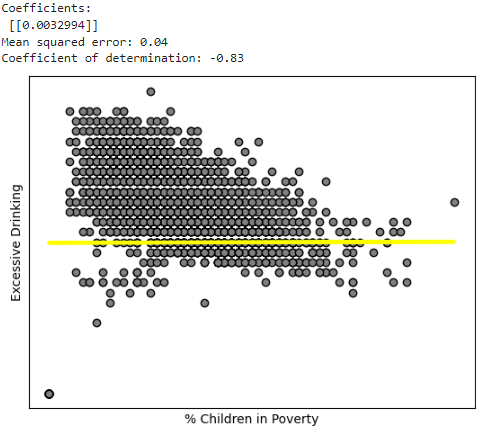 Coefficients:
[[0.0032994]]
Mean squared error: 0.04
Coefficient of determination: -0.83
Excessive Drinking
% Children in Poverty